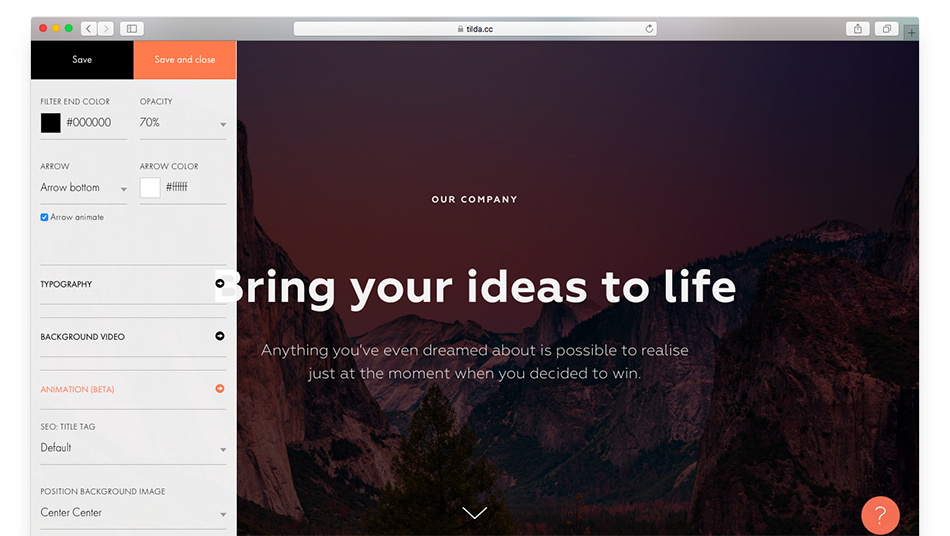 tilda.cc
Save
Save and close
FILTER END COLOR
OPACITY
#000000
70%
ARROW
ARROW COLOR
Arrow bottom
#ffffff
Arrow animate
TYPOGRAPHY
BACKGROUND VIDEO
ANIMATION (BETA)
SEO: TITLE TAG
Default
POSITION BACKGROUND IMAGE
Center Center
OUR COMPANY
Bring your ideas to life
Anything you've even dreamed about is possible to realise
just at the moment when you decided to win.
?